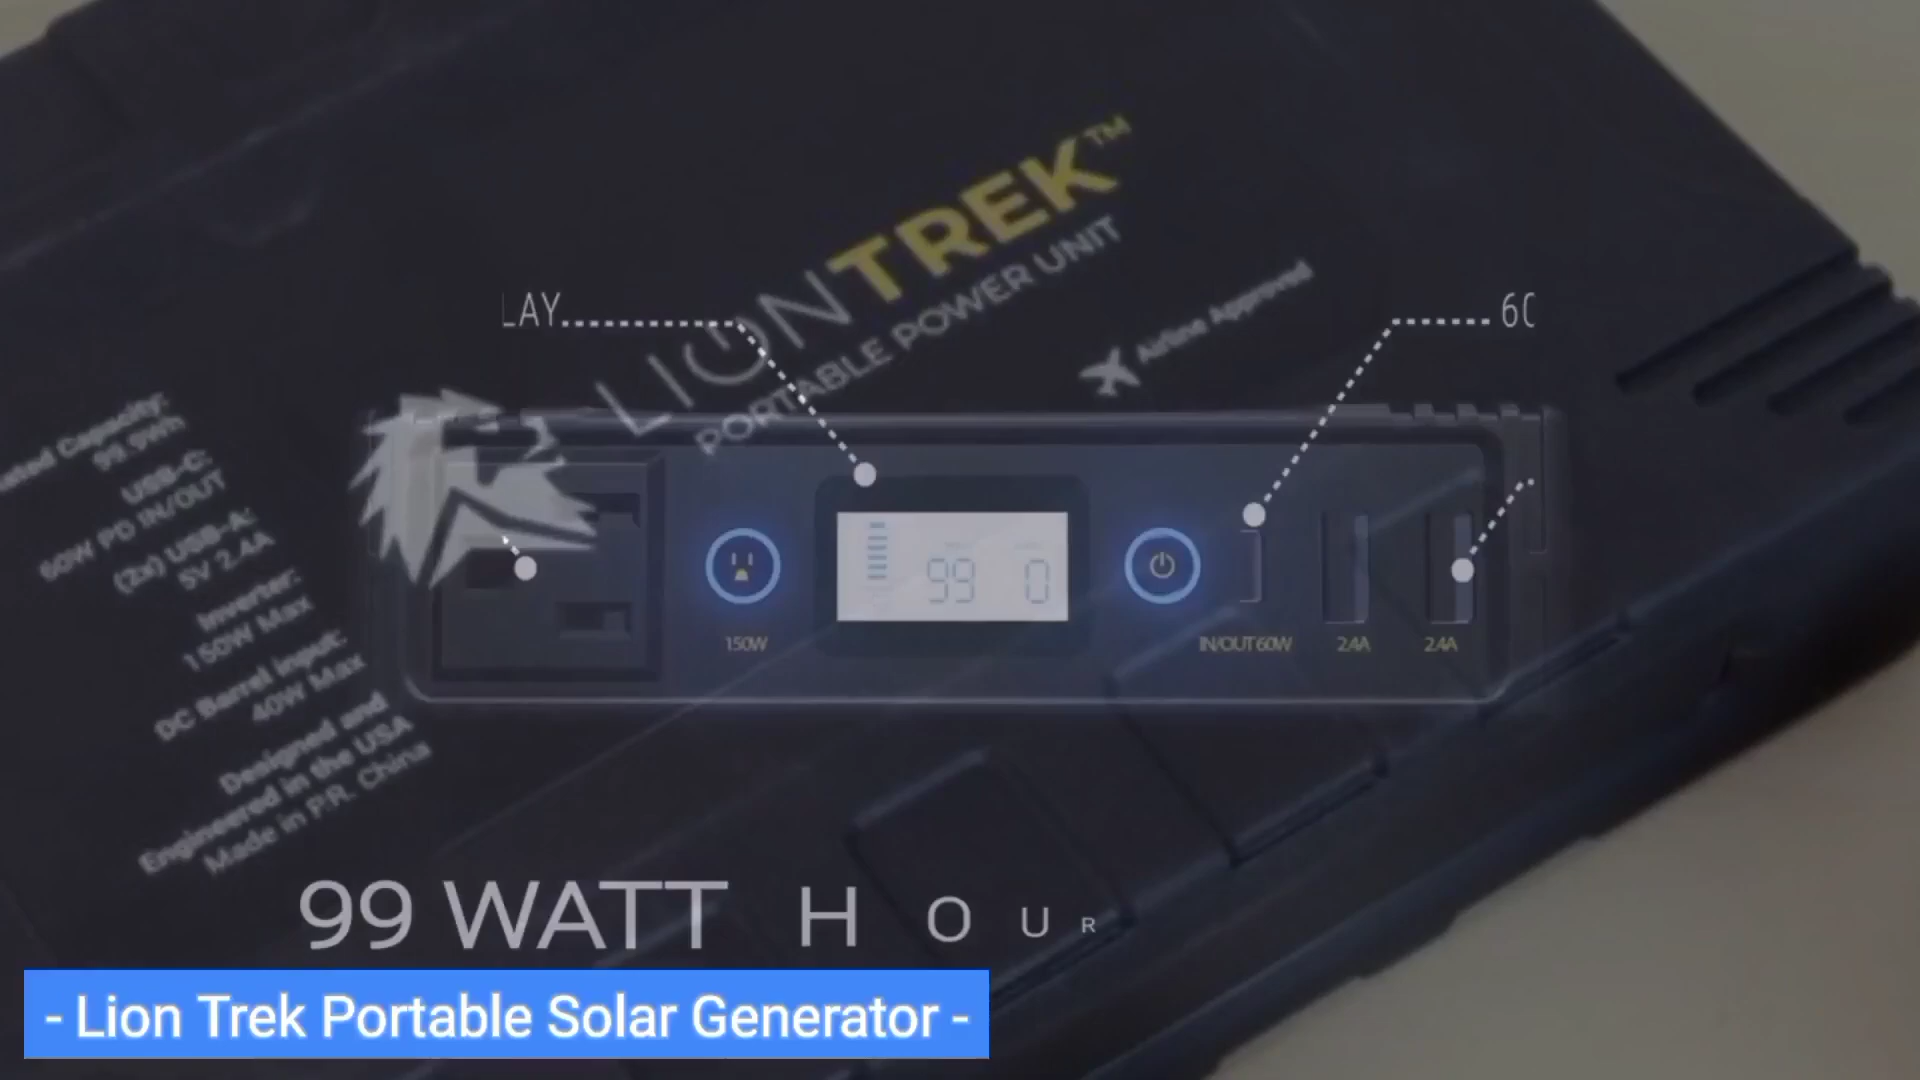 LIONTREK™
PORTABLE POWER UNIT
Airline Approved
LAY
60
Rated Capacity:
99.9Wh
USB-C:
60W PD IN/OUT
(2x) USB-A:
5V 2.4A
Inverter:
150W Max
DC Barrel Input:
40W Max
Designed and
Engineered in the USA
Made in P.R. China
99 0
150W
IN/OUT 60W
2.4A
2.4A
99 WATT HOUR
- Lion Trek Portable Solar Generator -